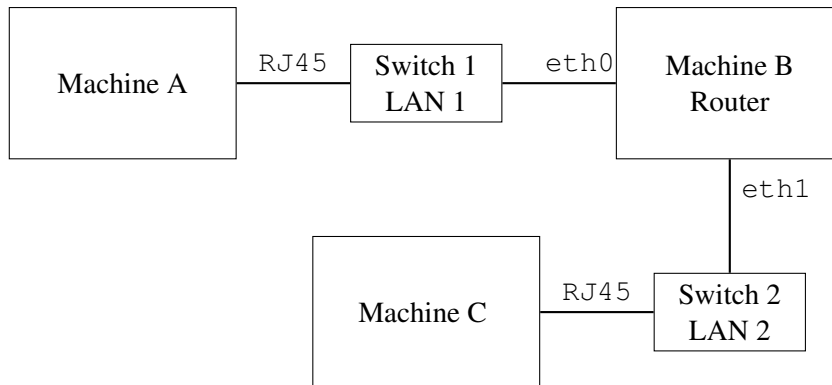 Machine A
RJ45
Switch 1
LAN 1
eth0
Machine B
Router
eth1
Machine C
RJ45
Switch 2
LAN 2